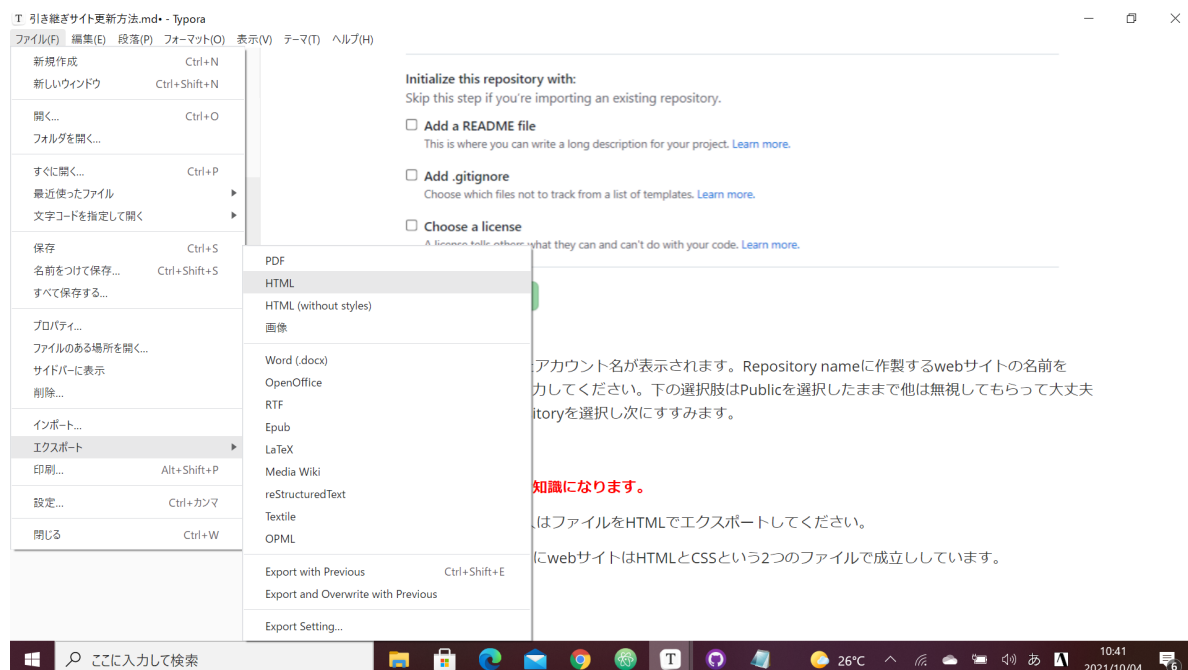 引き継ぎサイト更新方法.md• - Typora
ファイル(F) 編集(E) 段落(P) フォーマット(O) 表示(V) テーマ(T) ヘルプ(H)
新規作成 Ctrl+N
新しいウィンドウ Ctrl+Shift+N
開く... Ctrl+O
フォルダを開く...
すぐに開く... Ctrl+P
最近使ったファイル
文字コードを指定して開く
保存 Ctrl+S
名前をつけて保存... Ctrl+Shift+S
すべて保存する...
プロパティ...
ファイルのある場所を開く...
サイドバーに表示
削除...
インポート...
エクスポート
印刷... Alt+Shift+P
設定... Ctrl+カンマ
閉じる Ctrl+W
PDF
HTML
HTML (without styles)
画像
Word (.docx)
OpenOffice
RTF
Epub
LaTeX
Media Wiki
reStructuredText
Textile
OPML
Export with Previous Ctrl+Shift+E
Export and Overwrite with Previous
Export Setting...
Initialize this repository with:
Skip this step if you're importing an existing repository.
Add a README file
This is where you can write a long description for your project. Learn more.
Add .gitignore
Choose which files not to track from a list of templates. Learn more.
Choose a license
A license tells others what they can and can't do with your code. Learn more.
アカウント名が表示されます。Repository nameに作製するwebサイトの名前を
力してください。下の選択肢はPublicを選択したままで他は無視してもらって大丈夫
itoryを選択し次にすすみます。
知識になります。
はファイルをHTMLでエクスポートしてください。
にwebサイトはHTMLとCSSという2つのファイルで成立ししています。
ここに入力して検索
26°C
あ
10:41
2021/10/04
6